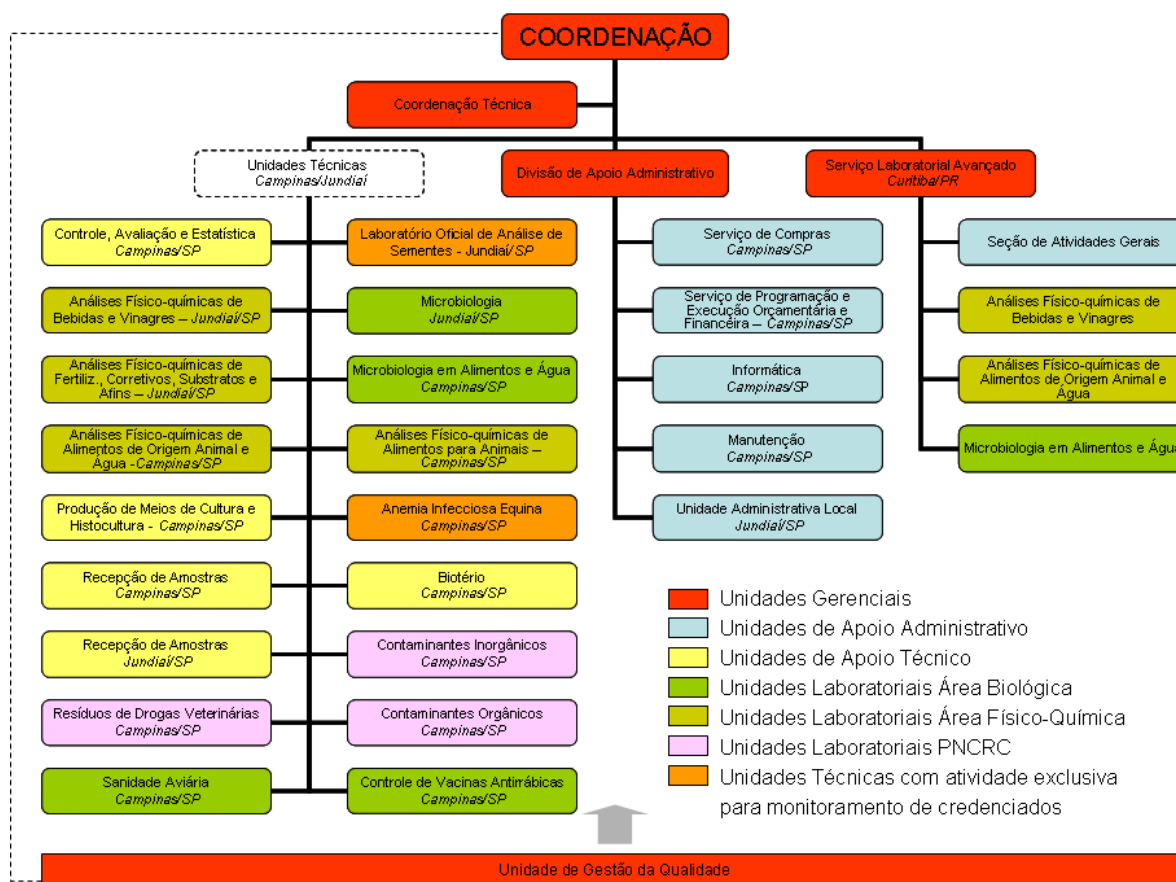 COORDENAÇÃO
Coordenação Técnica
Unidades Técnicas
Campinas/Jundiaí
Divisão de Apoio Administrativo
Serviço Laboratorial Avançado
Curitiba/PR
Controle, Avaliação e Estatística
Campinas/SP
Laboratório Oficial de Análise de
Sementes - Jundiaí/SP
Serviço de Compras
Campinas/SP
Seção de Atividades Gerais
Análises Físico-químicas de
Bebidas e Vinagres – Jundiaí/SP
Microbiologia
Jundiaí/SP
Serviço de Programação e
Execução Orçamentária e
Financeira – Campinas/SP
Análises Físico-químicas de
Bebidas e Vinagres
Análises Físico-químicas de
Fertiliz., Corretivos, Substratos e
Afins – Jundiaí/SP
Microbiologia em Alimentos e Água
Campinas/SP
Informática
Campinas/SP
Análises Físico-químicas de
Alimentos de Origem Animal e
Água
Análises Físico-químicas de
Alimentos de Origem Animal e
Água -Campinas/SP
Análises Físico-químicas de
Alimentos para Animais –
Campinas/SP
Manutenção
Campinas/SP
Microbiologia em Alimentos e Água
Produção de Meios de Cultura e
Histocultura - Campinas/SP
Anemia Infecciosa Equina
Campinas/SP
Unidade Administrativa Local
Jundiaí/SP
Recepção de Amostras
Campinas/SP
Biotério
Campinas/SP
Recepção de Amostras
Jundiaí/SP
Contaminantes Inorgânicos
Campinas/SP
Resíduos de Drogas Veterinárias
Campinas/SP
Contaminantes Orgânicos
Campinas/SP
Sanidade Aviária
Campinas/SP
Controle de Vacinas Antirrábicas
Campinas/SP
Unidades Gerenciais
Unidades de Apoio Administrativo
Unidades de Apoio Técnico
Unidades Laboratoriais Área Biológica
Unidades Laboratoriais Área Físico-Química
Unidades Laboratoriais PNCRC
Unidades Técnicas com atividade exclusiva
para monitoramento de credenciados
Unidade de Gestão da Qualidade